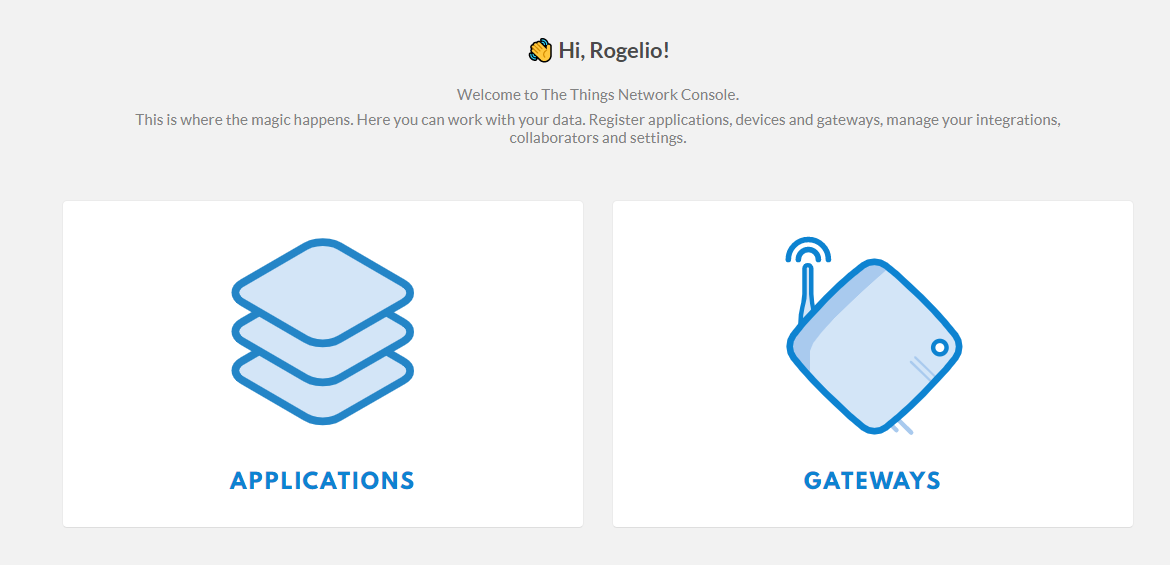 👋 Hi, Rogelio!
Welcome to The Things Network Console.
This is where the magic happens. Here you can work with your data. Register applications, devices and gateways, manage your integrations,
collaborators and settings.
APPLICATIONS
GATEWAYS